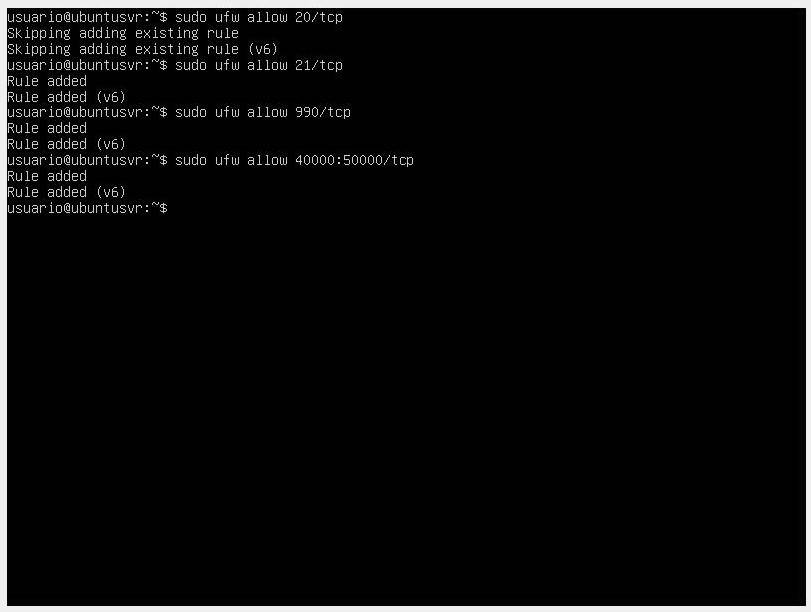 usuario@ubuntusvr:~$ sudo ufw allow 20/tcp
Skipping adding existing rule
Skipping adding existing rule (v6)
usuario@ubuntusvr:~$ sudo ufw allow 21/tcp
Rule added
Rule added (v6)
usuario@ubuntusvr:~$ sudo ufw allow 990/tcp
Rule added
Rule added (v6)
usuario@ubuntusvr:~$ sudo ufw allow 40000:50000/tcp
Rule added
Rule added (v6)
usuario@ubuntusvr:~$